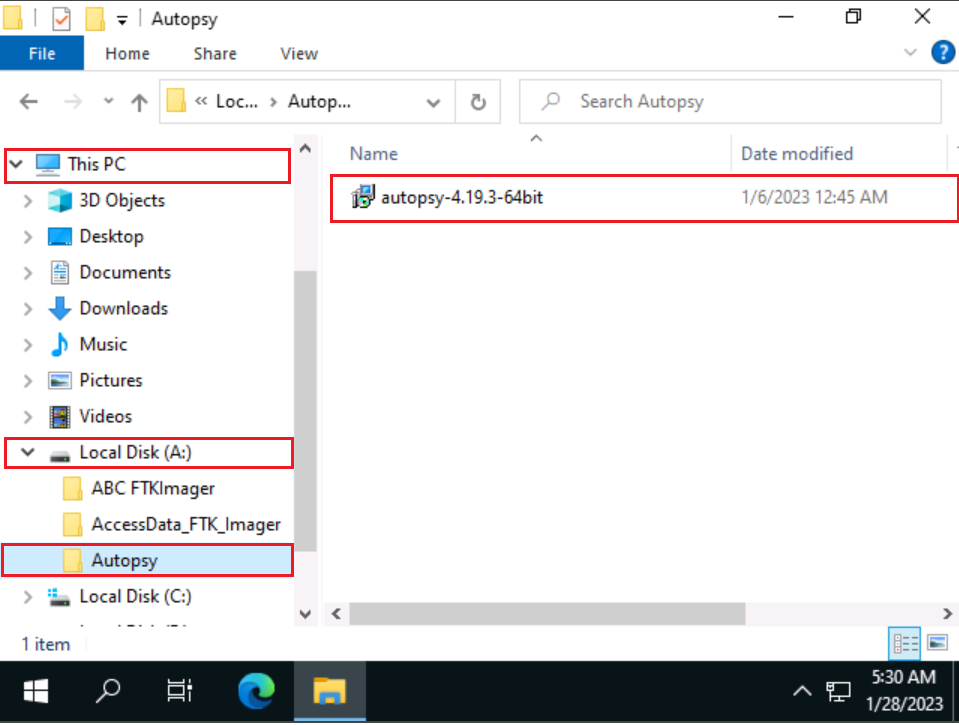 Autopsy
File Home Share View
« Loc... › Autop... Search Autopsy
Name Date modified
This PC
autopsy-4.19.3-64bit 1/6/2023 12:45 AM
3D Objects
Desktop
Documents
Downloads
Music
Pictures
Videos
Local Disk (A:)
ABC FTKImager
AccessData_FTK_Imager
Autopsy
Local Disk (C:)
1 item
5:30 AM
1/28/2023